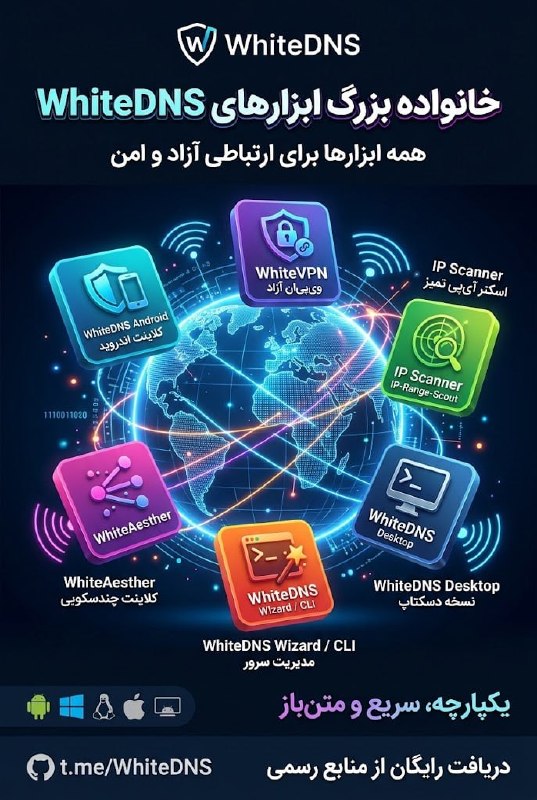 WhiteDNS
خانواده بزرگ ابزارهای WhiteDNS
همه ابزارها برای ارتباطی آزاد و امن
WhiteVPN
وی‌پی‌ان آزاد
WhiteDNS Android
کلاینت اندروید
IP Scanner
اسکنر آی‌پی تمیز
IP Scanner
IP-Range-Scout
1110011020
WhiteAesther
WhiteDNS
Desktop
WhiteDNS
Wizard / CLI
WhiteAesther
کلاینت چندسکویی
WhiteDNS Desktop
نسخه دسکتاپ
WhiteDNS Wizard / CLI
مدیریت سرور
یکپارچه، سریع و متن‌باز
دریافت رایگان از منابع رسمی
t.me/WhiteDNS